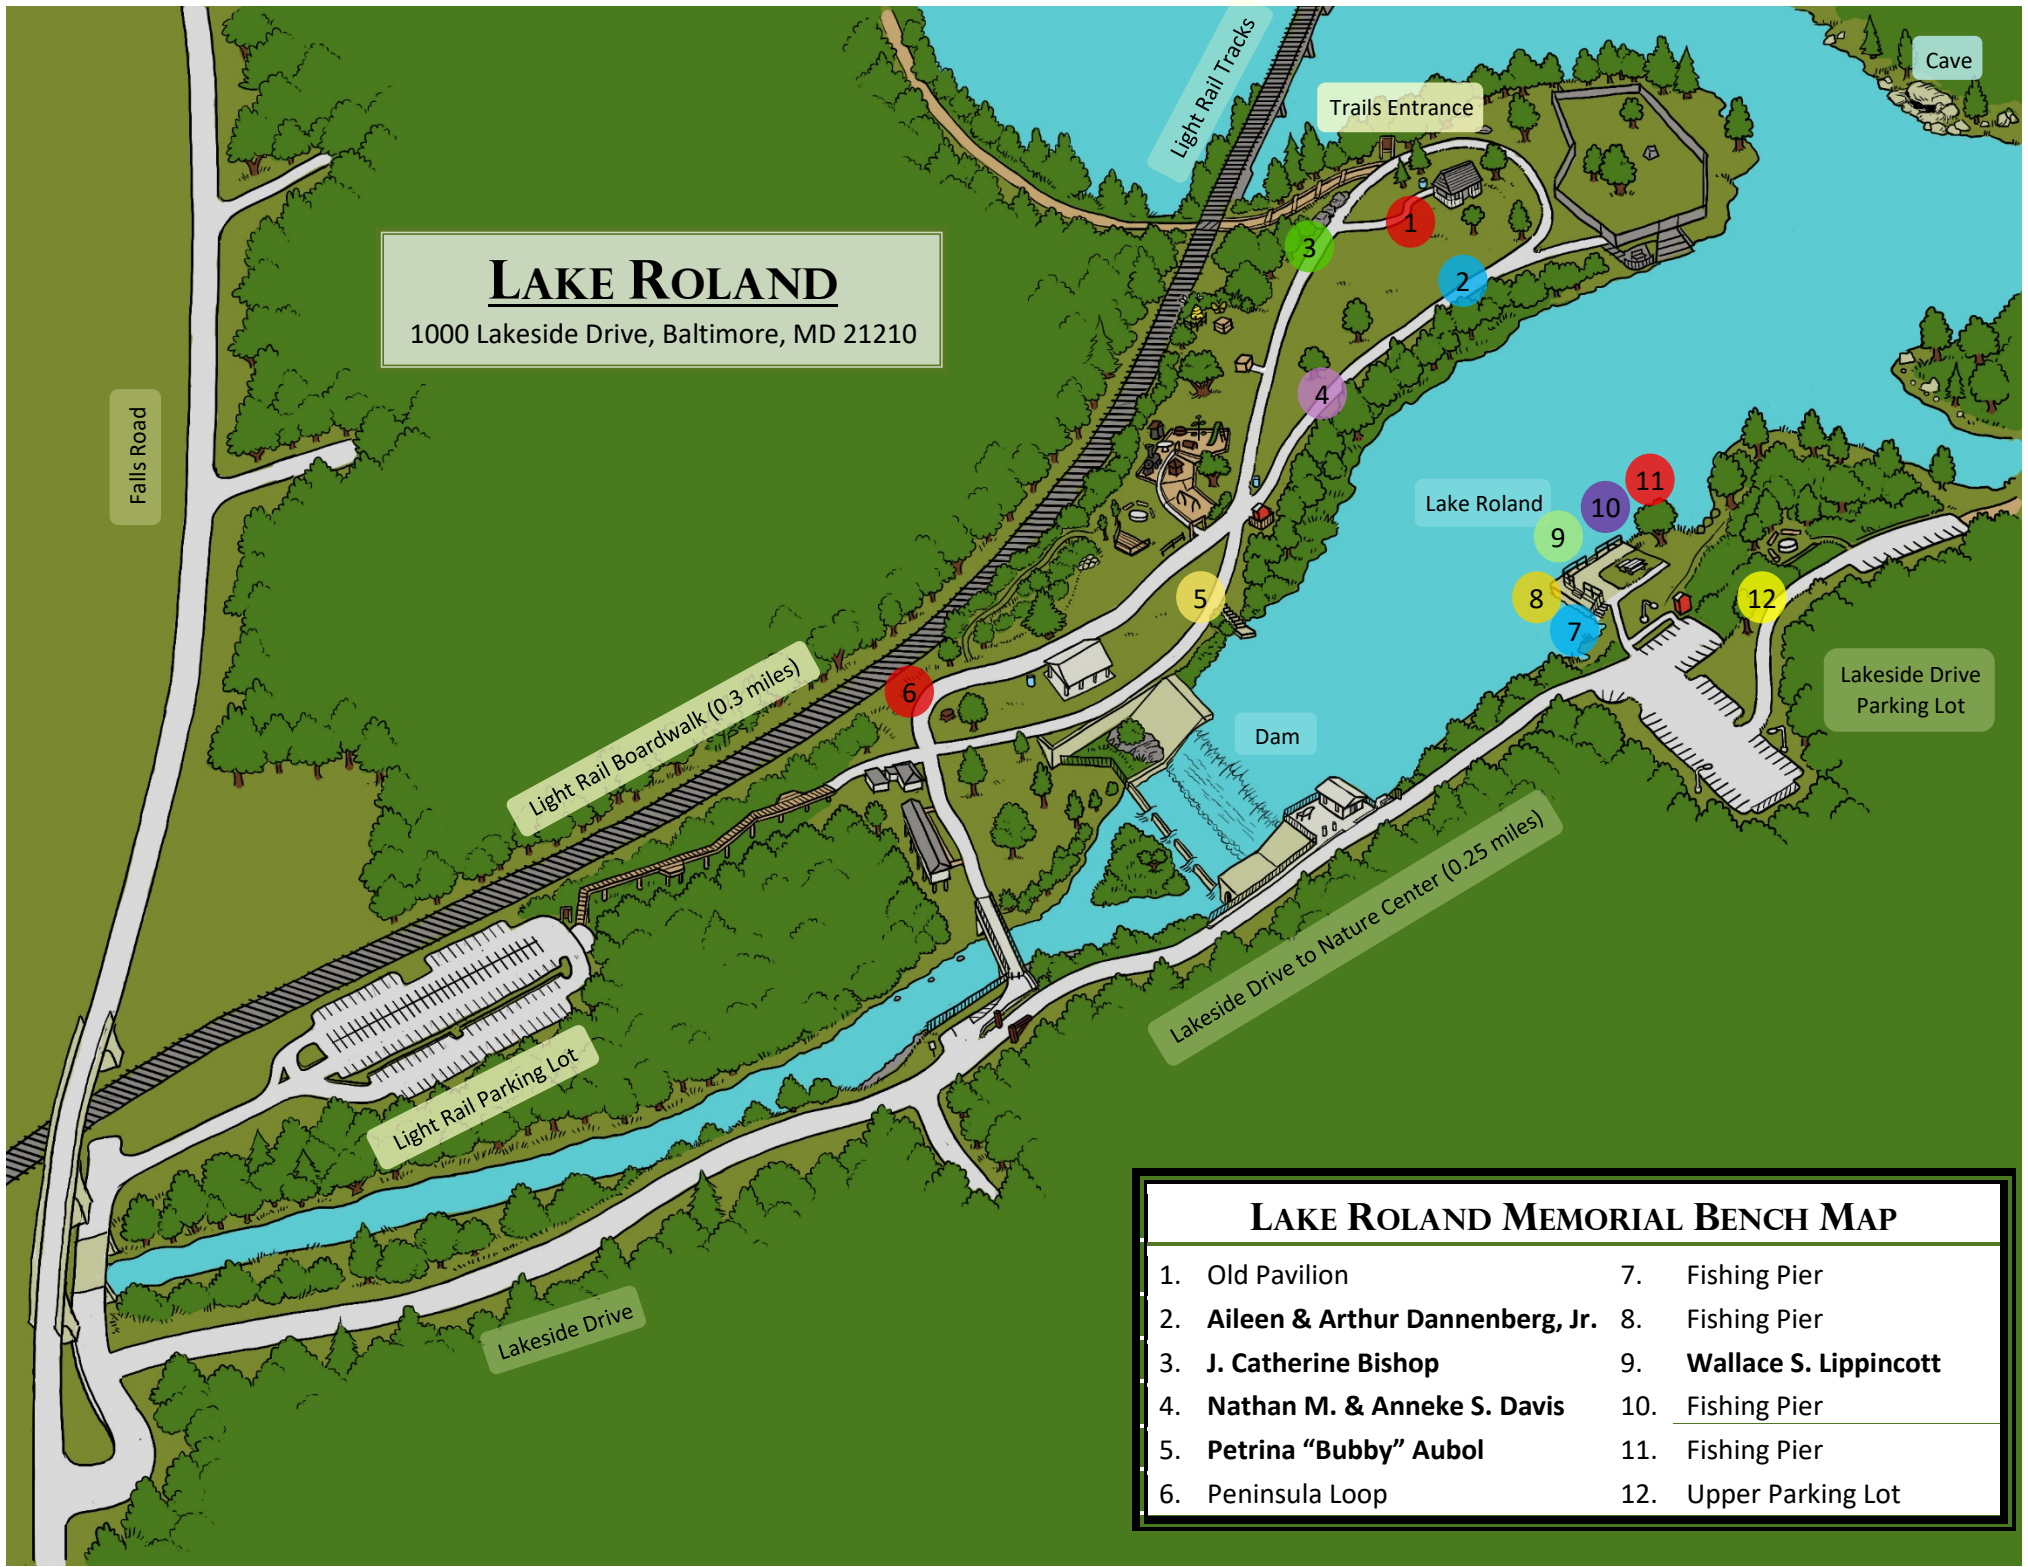 Cave
Light Rail Tracks
Trails Entrance
LAKE ROLAND
1000 Lakeside Drive, Baltimore, MD 21210
Falls Road
1
2
3
4
5
6
Lake Roland
11
10
9
8
7
12
Lakeside Drive
Parking Lot
Light Rail Boardwalk (0.3 miles)
Dam
Lakeside Drive to Nature Center (0.25 miles)
Light Rail Parking Lot
Lakeside Drive
LAKE ROLAND MEMORIAL BENCH MAP
1. Old Pavilion
2. Aileen & Arthur Dannenberg, Jr.
3. J. Catherine Bishop
4. Nathan M. & Anneke S. Davis
5. Petrina “Bubby” Aubol
6. Peninsula Loop
7. Fishing Pier
8. Fishing Pier
9. Wallace S. Lippincott
10. Fishing Pier
11. Fishing Pier
12. Upper Parking Lot